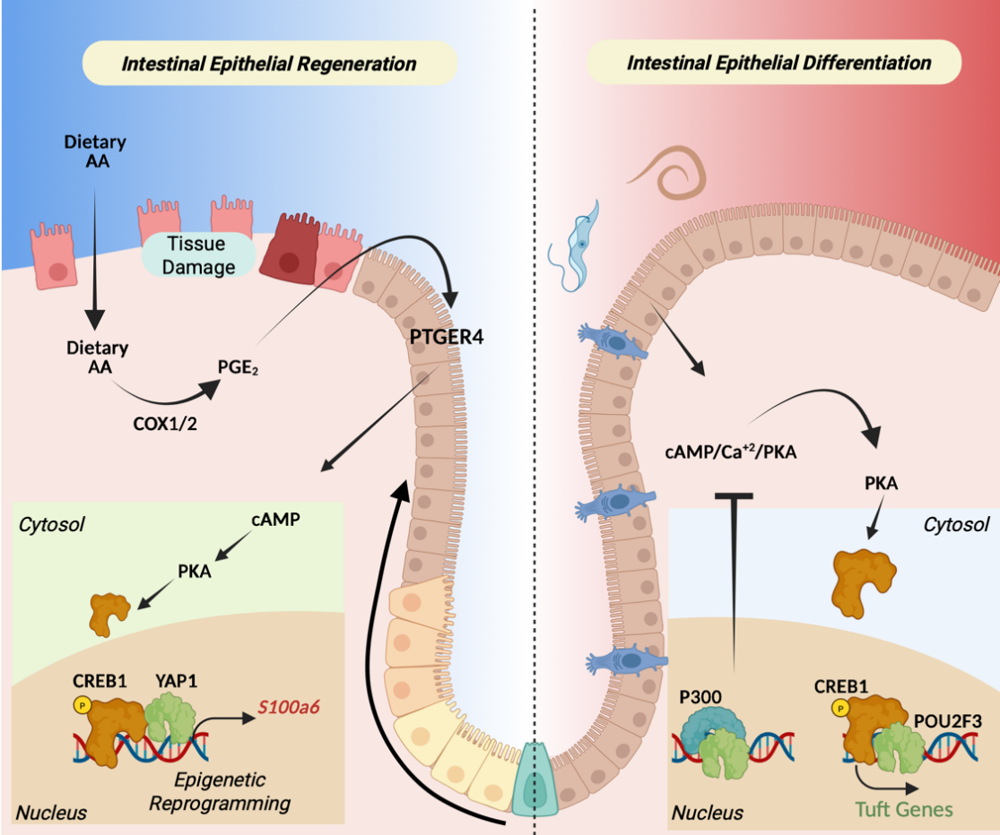 Intestinal Epithelial Regeneration
Intestinal Epithelial Differentiation
Dietary
AA
Tissue
Damage
Dietary
AA
PGE₂
COX1/2
PTGER4
Cytosol
cAMP
PKA
CREB1
P
YAP1
S100a6
Epigenetic
Reprogramming
Nucleus
cAMP/Ca⁺²/PKA
PKA
Cytosol
P300
CREB1
P
POU2F3
Tuft Genes
Nucleus